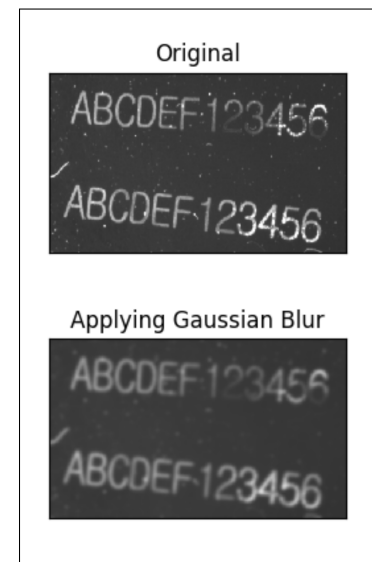 Original
ABCDEF·123456
ABCDEF·123456
Applying Gaussian Blur
ABCDEF·123456
ABCDEF·123456